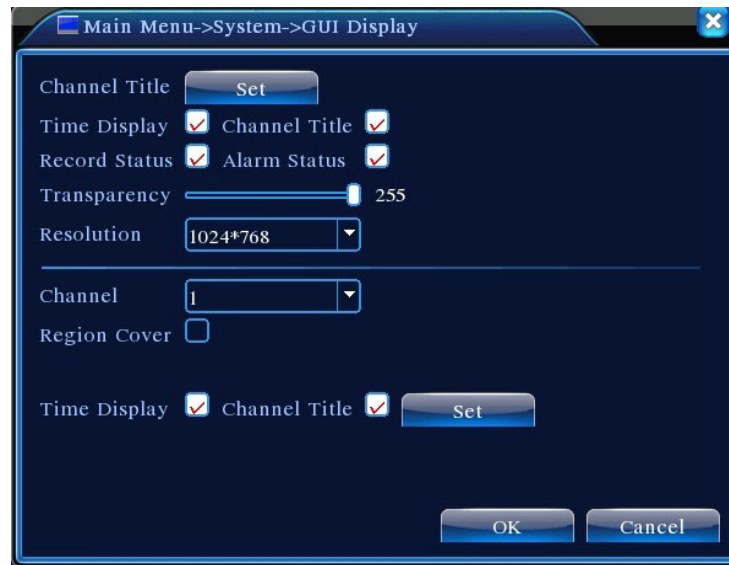 Main Menu->System->GUI Display
Channel Title Set
Time Display Channel Title
Record Status Alarm Status
Transparency 255
Resolution 1024*768
Channel 1
Region Cover
Time Display Channel Title Set
OK Cancel